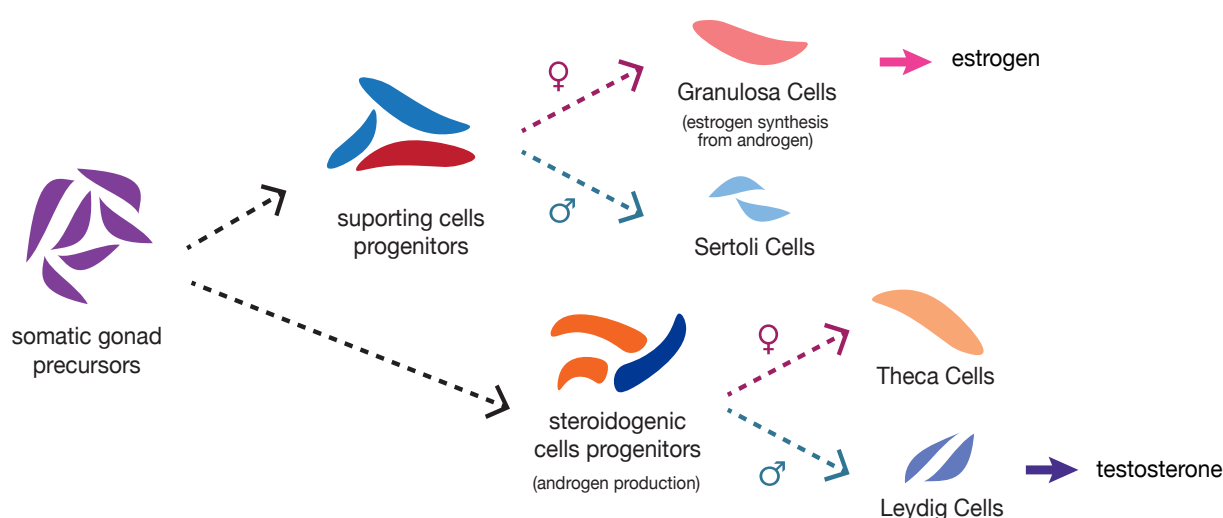 estrogen
Granulosa Cells
(estrogen synthesis
from androgen)
suporting cells
progenitors
Sertoli Cells
somatic gonad
precursors
Theca Cells
steroidogenic
cells progenitors
(androgen production)
testosterone
Leydig Cells